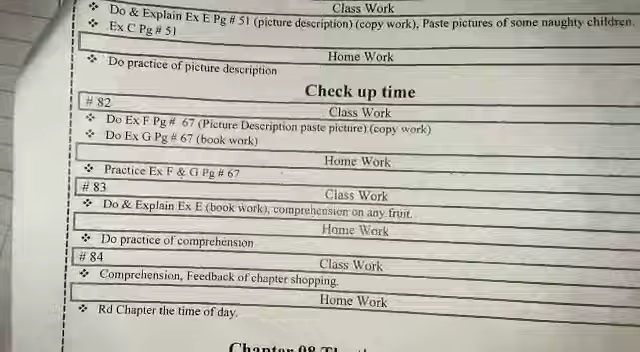 Class Work
❖ Do & Explain Ex E Pg # 51 (picture description) (copy work), Paste pictures of some naughty children.
❖ Ex C Pg # 51
Home Work
❖ Do practice of picture description
Check up time
# 82
Class Work
❖ Do Ex F Pg # 67 (Picture Description paste picture) (copy work)
❖ Do Ex G Pg # 67 (book work)
Home Work
❖ Practice Ex F & G Pg # 67
# 83
Class Work
❖ Do & Explain Ex E (book work), comprehension on any fruit.
Home Work
❖ Do practice of comprehension
# 84
Class Work
❖ Comprehension, Feedback of chapter shopping.
Home Work
❖ Rd Chapter the time of day.
Chapter 08